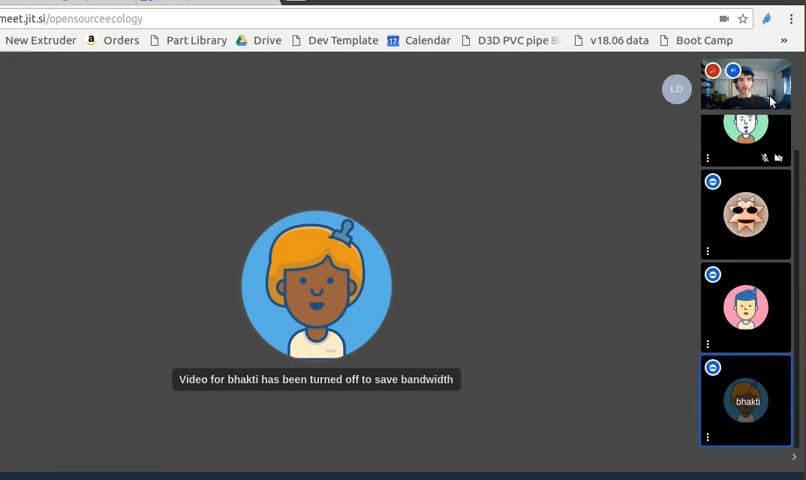 meet.jit.si/opensourceecology
New Extruder Orders Part Library Drive Dev Template 17 Calendar D3D PVC pipe v18.06 data Boot Camp »
LD
Video for bhakti has been turned off to save bandwidth
bhakti